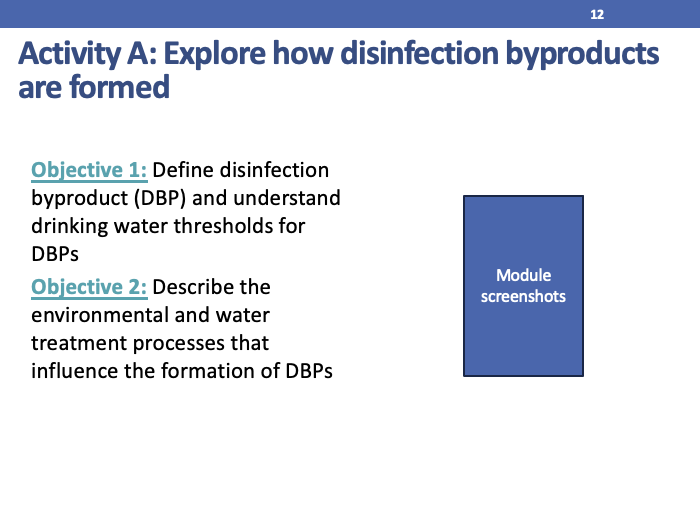 12
Activity A: Explore how disinfection byproducts
are formed
Objective 1: Define disinfection
byproduct (DBP) and understand
drinking water thresholds for
DBPs
Objective 2: Describe the
environmental and water
treatment processes that
influence the formation of DBPs
Module
screenshots